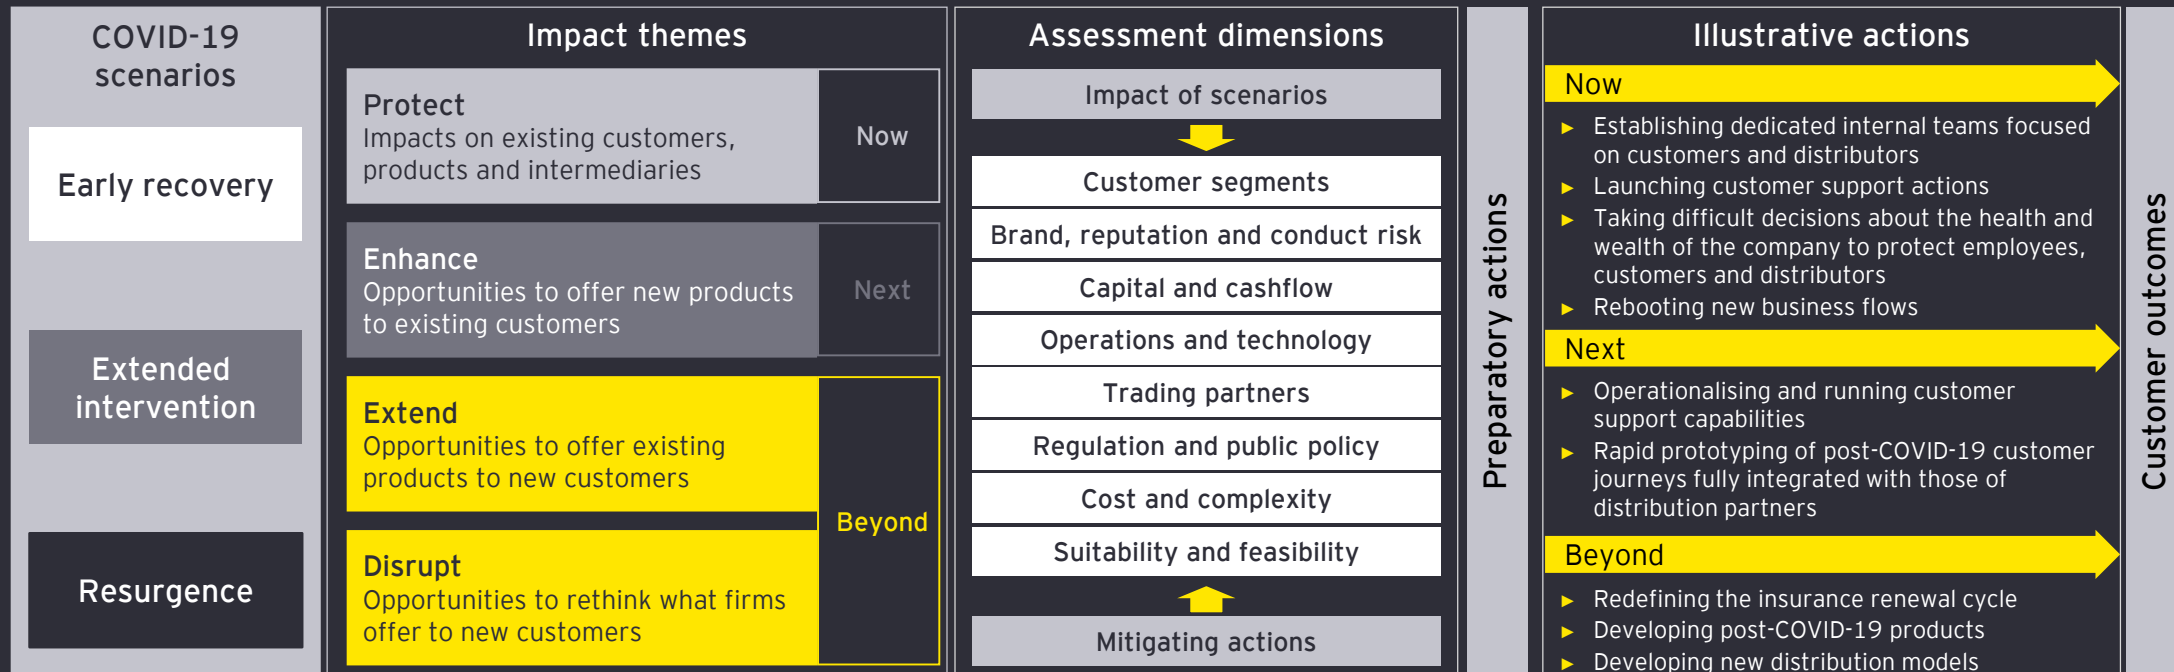 COVID-19
scenarios
Early recovery
Extended
intervention
Resurgence
Impact themes
Protect
Impacts on existing customers,
products and intermediaries
Now
Enhance
Opportunities to offer new products
to existing customers
Next
Extend
Opportunities to offer existing
products to new customers
Beyond
Disrupt
Opportunities to rethink what firms
offer to new customers
Assessment dimensions
Impact of scenarios
Customer segments
Brand, reputation and conduct risk
Capital and cashflow
Operations and technology
Trading partners
Regulation and public policy
Cost and complexity
Suitability and feasibility
Mitigating actions
Preparatory actions
Illustrative actions
Now
► Establishing dedicated internal teams focused
on customers and distributors
► Launching customer support actions
► Taking difficult decisions about the health and
wealth of the company to protect employees,
customers and distributors
► Rebooting new business flows
Next
► Operationalising and running customer
support capabilities
► Rapid prototyping of post-COVID-19 customer
journeys fully integrated with those of
distribution partners
Beyond
► Redefining the insurance renewal cycle
► Developing post-COVID-19 products
► Developing new distribution models
Customer outcomes